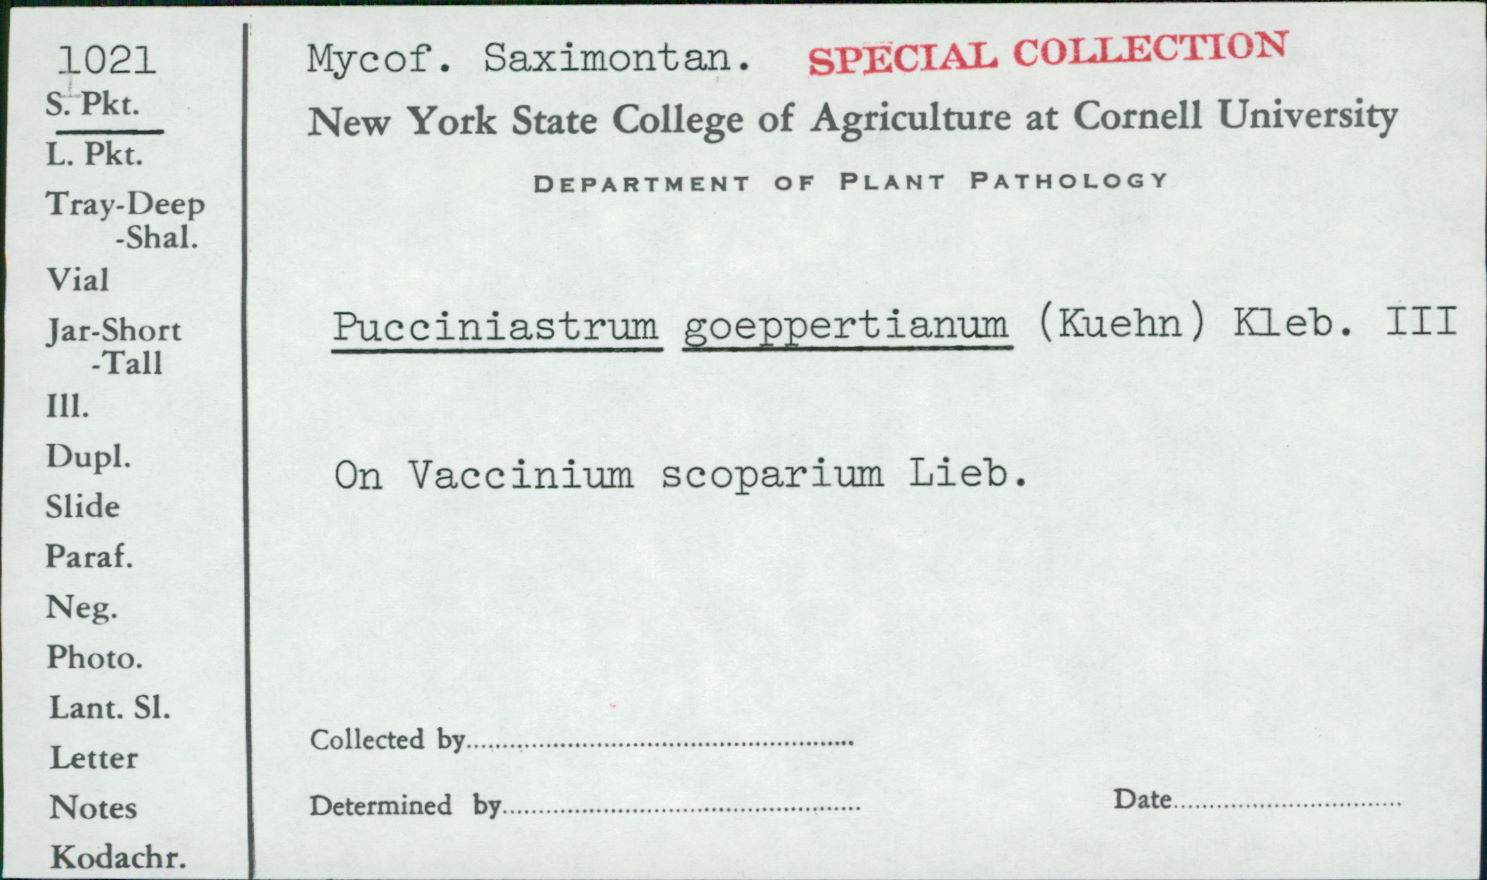 1021
S. Pkt.
L. Pkt.
Tray-Deep
-Shal.
Vial
Jar-Short
-Tall
Ill.
Dupl.
Slide
Paraf.
Neg.
Photo.
Lant. Sl.
Letter
Notes
Kodachr.
Mycof. Saximontan. SPECIAL COLLECTION
New York State College of Agriculture at Cornell University
DEPARTMENT OF PLANT PATHOLOGY
Pucciniastrum goeppertianum (Kuehn) Kleb. III
On Vaccinium scoparium Lieb.
Collected by
Determined by
Date